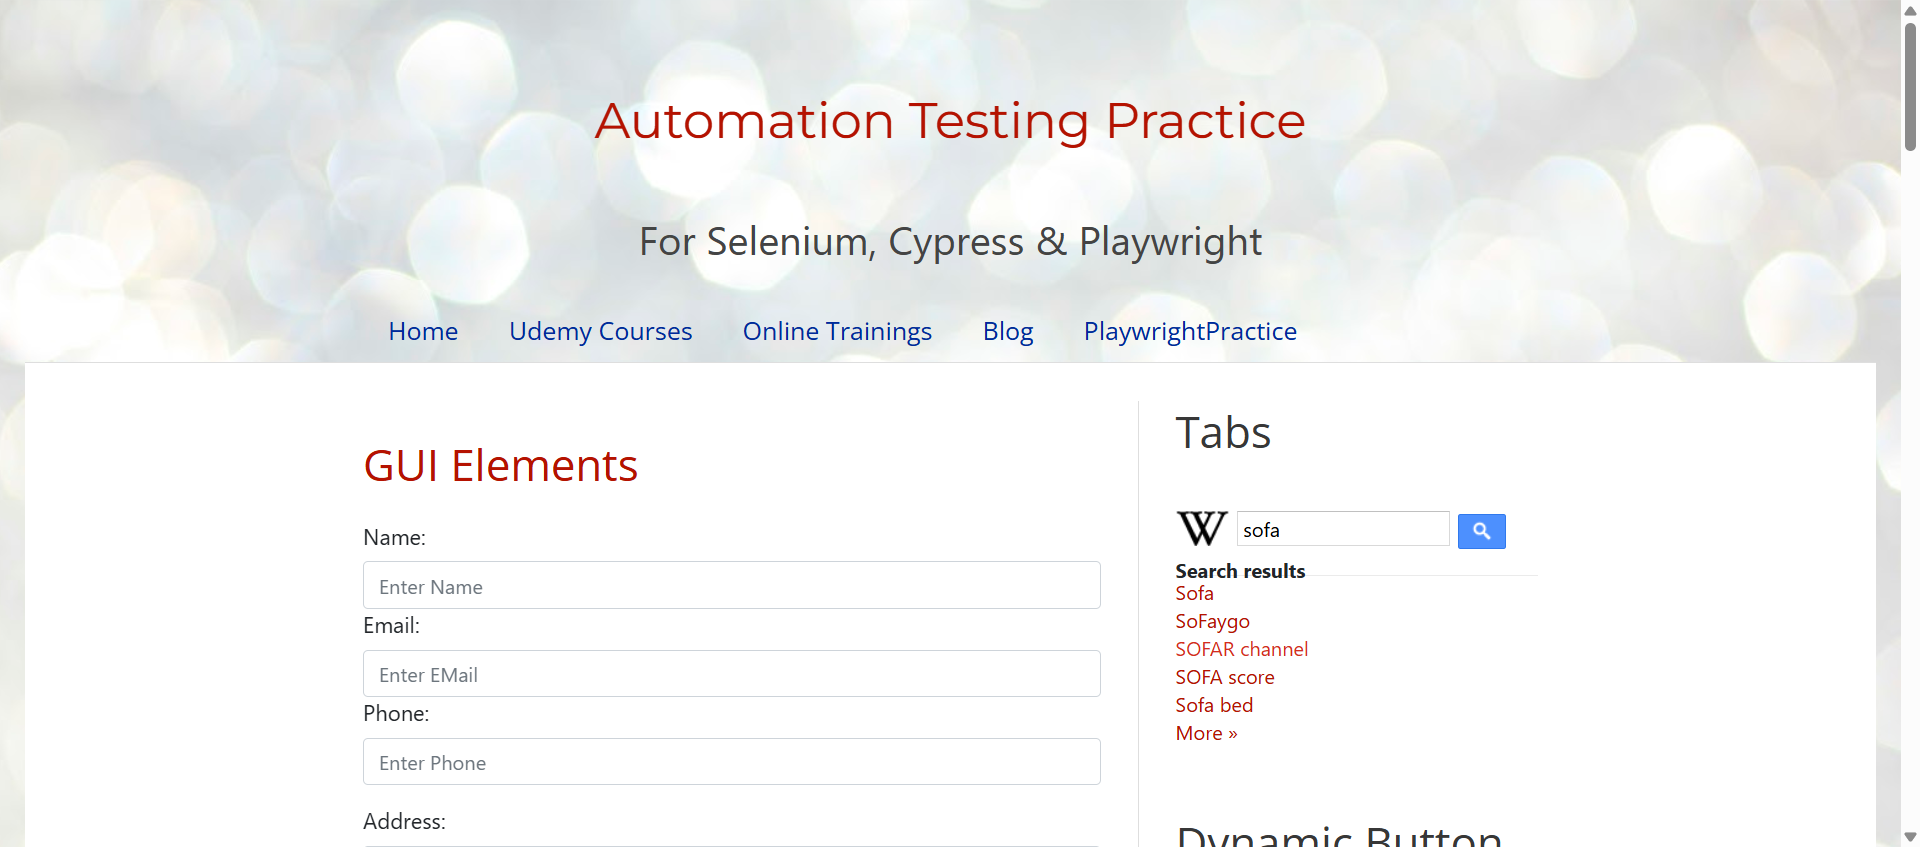 Automation Testing Practice
For Selenium, Cypress & Playwright
Home Udemy Courses Online Trainings Blog PlaywrightPractice
GUI Elements
Name:
Enter Name
Email:
Enter EMail
Phone:
Enter Phone
Address:
Tabs
W sofa
Search results
Sofa
SoFaygo
SOFAR channel
SOFA score
Sofa bed
More »
Dynamic Button